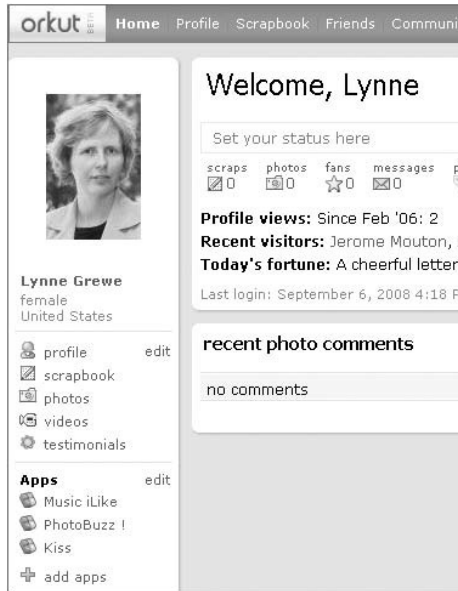 orkut BETA Home Profile Scrapbook Friends Communi
Welcome, Lynne
Set your status here
scraps photos fans messages p
0 0 0 0
Profile views: Since Feb '06: 2
Recent visitors: Jerome Mouton,
Today's fortune: A cheerful letter
Last login: September 6, 2008 4:18 P
Lynne Grewe
female
United States
profile edit
scrapbook
photos
videos
testimonials
Apps edit
Music iLike
PhotoBuzz !
Kiss
add apps
recent photo comments
no comments